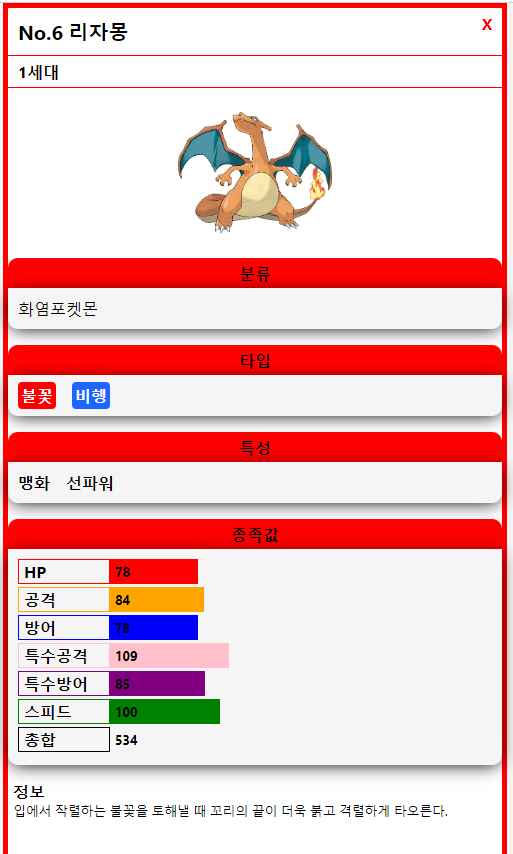 No.6 리자몽
X
1세대
분류
화염포켓몬
타입
불꽃 비행
특성
맹화 선파워
종족값
HP 78
공격 84
방어 78
특수공격 109
특수방어 85
스피드 100
총합 534
정보
입에서 작렬하는 불꽃을 토해낼 때 꼬리의 끝이 더욱 붉고 격렬하게 타오른다.